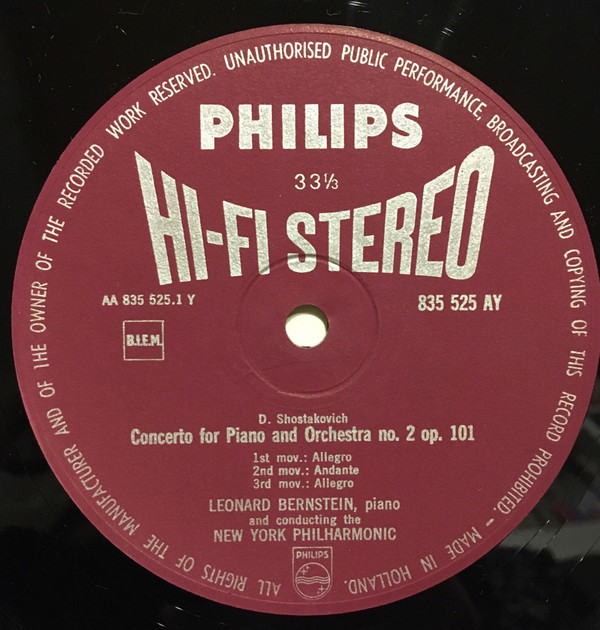 ALL RIGHTS OF THE MANUFACTURER AND OF THE OWNER OF THE RECORDED WORK RESERVED. UNAUTHORISED PUBLIC PERFORMANCE, BROADCASTING AND COPYING OF THIS RECORD PROHIBITED. – MADE IN HOLLAND.
PHILIPS
33⅓
HI-FI STEREO
AA 835 525.1 Y
835 525 AY
B.I.E.M.
D. Shostakovich
Concerto for Piano and Orchestra no. 2 op. 101
1st mov.: Allegro
2nd mov.: Andante
3rd mov.: Allegro
LEONARD BERNSTEIN, piano
and conducting the
NEW YORK PHILHARMONIC
PHILIPS